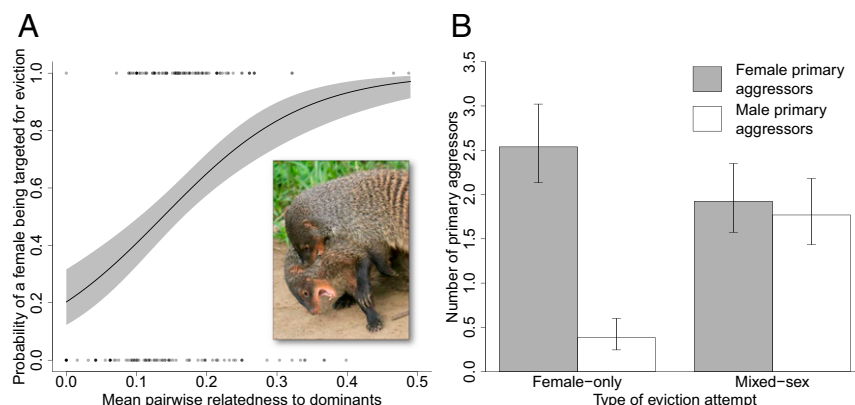 A
Probability of a female being targeted for eviction
1.0
0.8
0.6
0.4
0.2
0.0
0.0 0.1 0.2 0.3 0.4 0.5
Mean pairwise relatedness to dominants
B
Number of primary aggressors
3.5
3.0
2.5
2.0
1.5
1.0
0.5
0.0
Female primary
aggressors
Male primary
aggressors
Female−only Mixed−sex
Type of eviction attempt